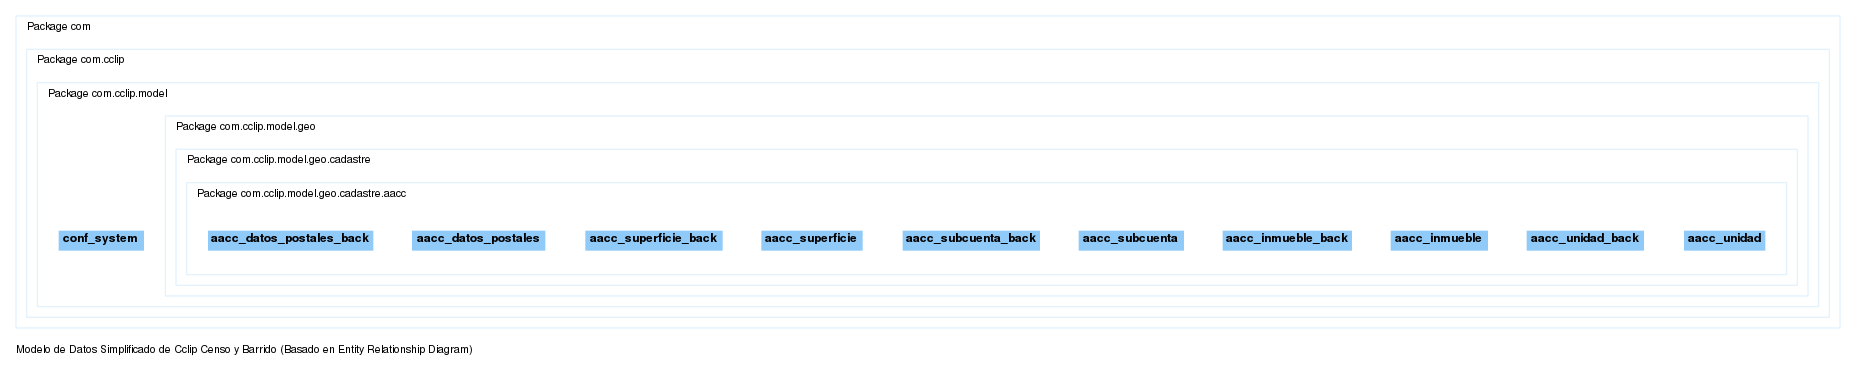 Package com
Package com.cclip
Package com.cclip.model
Package com.cclip.model.geo
Package com.cclip.model.geo.cadastre
Package com.cclip.model.geo.cadastre.aacc
conf_system aacc_datos_postales_back aacc_datos_postales aacc_superficie_back aacc_superficie aacc_subcuenta_back aacc_subcuenta aacc_inmueble_back aacc_inmueble aacc_unidad_back aacc_unidad
Modelo de Datos Simplificado de Cclip Censo y Barrido (Basado en Entity Relationship Diagram)